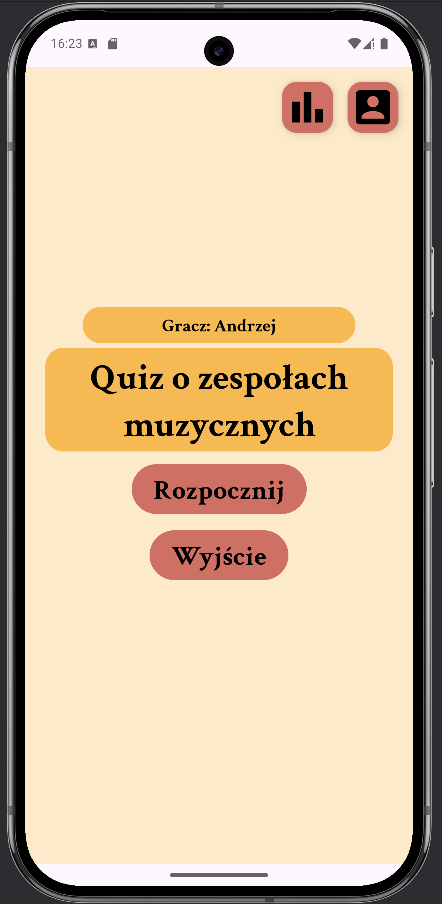 16:23
Gracz: Andrzej
Quiz o zespołach
muzycznych
Rozpocznij
Wyjście